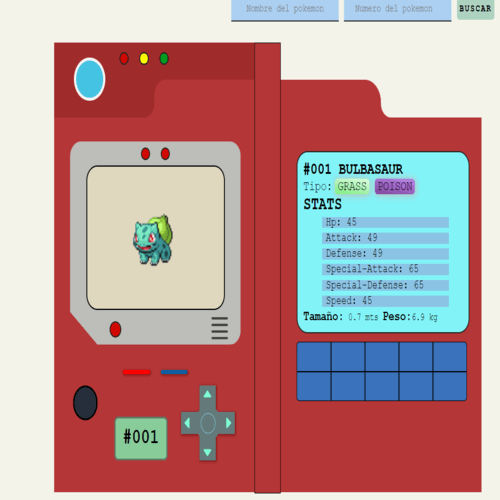 Nombre del pokemon
Numero del pokemon
BUSCAR
#001 BULBASAUR
Tipo: GRASS POISON
STATS
Hp: 45
Attack: 49
Defense: 49
Special-Attack: 65
Special-Defense: 65
Speed: 45
Tamaño: 0.7 mts Peso:6.9 kg
#001